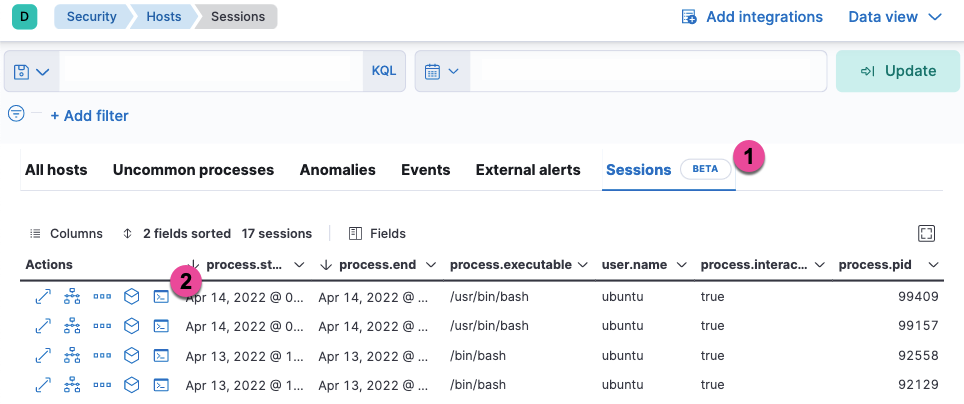 D Security Hosts Sessions Add integrations Data view
KQL Update
+ Add filter
All hosts Uncommon processes Anomalies Events External alerts Sessions BETA 1
Columns 2 fields sorted 17 sessions Fields
Actions 2 process.st... process.end process.executable user.name process.interac... process.pid
Apr 14, 2022 @ 0... Apr 14, 2022 @ ... /usr/bin/bash ubuntu true 99409
Apr 14, 2022 @ 0... Apr 14, 2022 @ ... /usr/bin/bash ubuntu true 99157
Apr 13, 2022 @ 1... Apr 13, 2022 @ ... /bin/bash ubuntu true 92558
Apr 13, 2022 @ 1... Apr 13, 2022 @ ... /bin/bash ubuntu true 92129